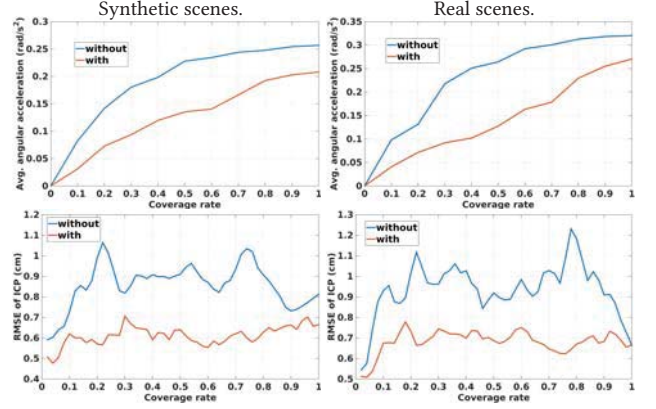 Synthetic scenes.
Real scenes.
Avg. angular acceleration (rad/s²)
0.3
0.25
0.2
0.15
0.1
0.05
0
without
with
0 0.1 0.2 0.3 0.4 0.5 0.6 0.7 0.8 0.9 1
Coverage rate
Avg. angular acceleration (rad/s²)
0.35
0.3
0.25
0.2
0.15
0.1
0.05
0
without
with
0 0.1 0.2 0.3 0.4 0.5 0.6 0.7 0.8 0.9 1
Coverage rate
RMSE of ICP (cm)
1.2
1.1
1
0.9
0.8
0.7
0.6
0.5
0.4
without
with
0 0.1 0.2 0.3 0.4 0.5 0.6 0.7 0.8 0.9 1
Coverage rate
RMSE of ICP (cm)
1.3
1.2
1.1
1
0.9
0.8
0.7
0.6
0.5
without
with
0 0.1 0.2 0.3 0.4 0.5 0.6 0.7 0.8 0.9 1
Coverage rate